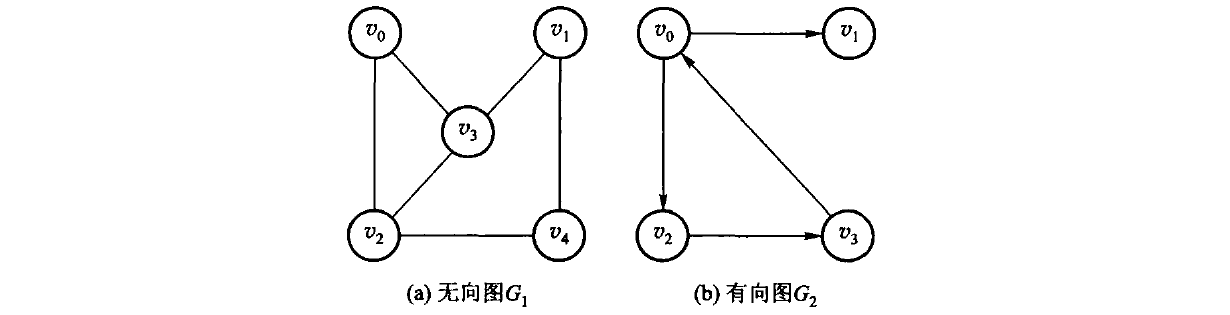 v₀ v₁ v₀ v₁
v₃
v₂ v₄ v₂ v₃
(a) 无向图G₁ (b) 有向图G₂